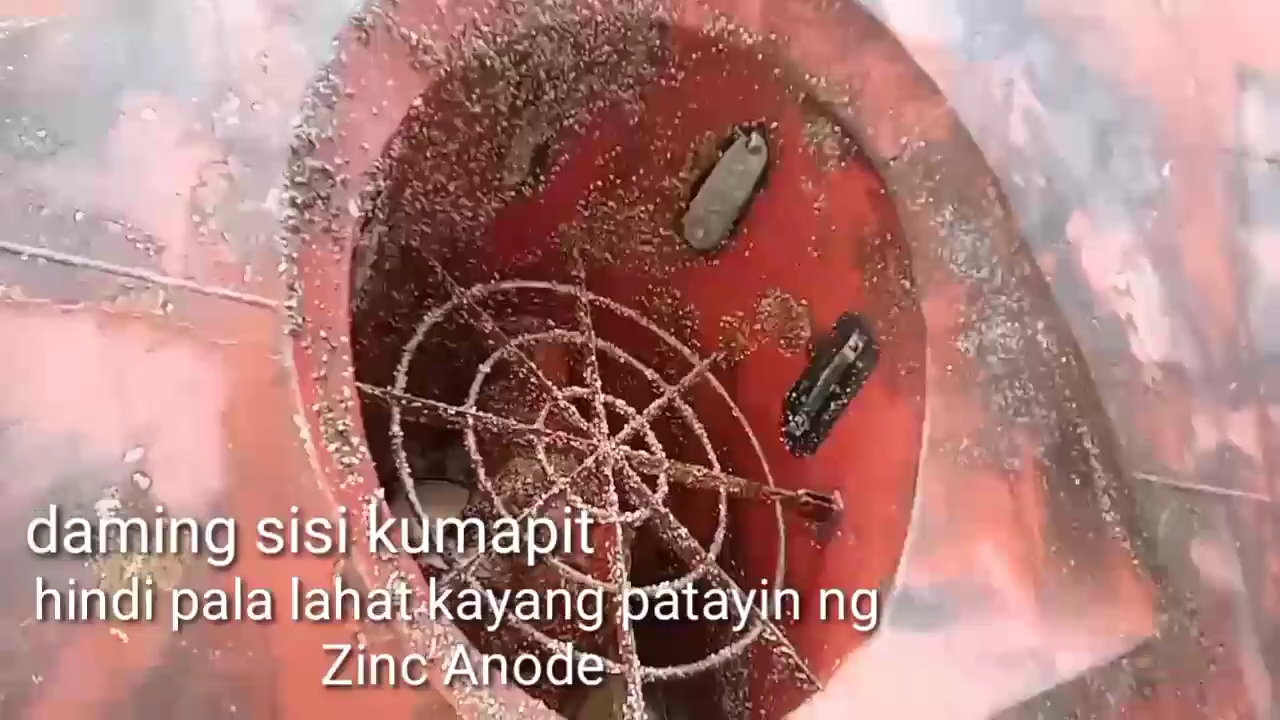 daming sisi kumapit
hindi pala lahat kayang patayin ng
Zinc Anode